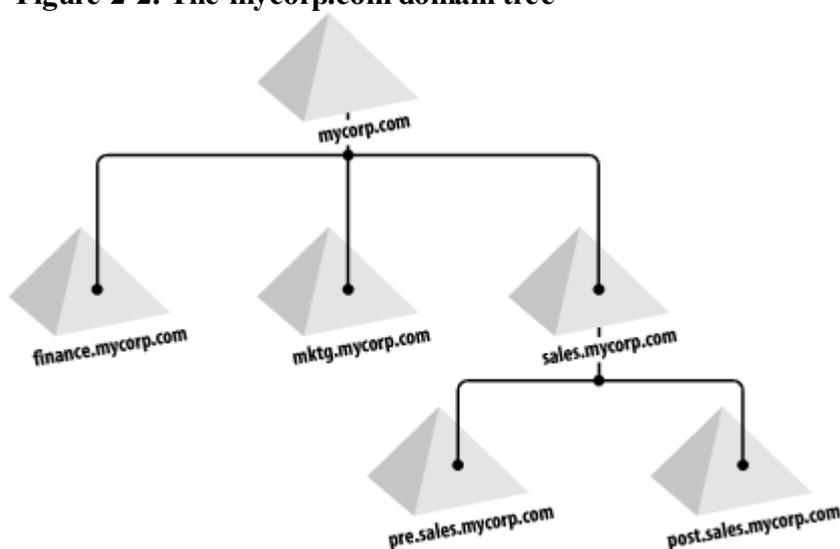 Figure 2-2. The mycorp.com domain tree
mycorp.com
finance.mycorp.com
mktg.mycorp.com
sales.mycorp.com
pre.sales.mycorp.com
post.sales.mycorp.com